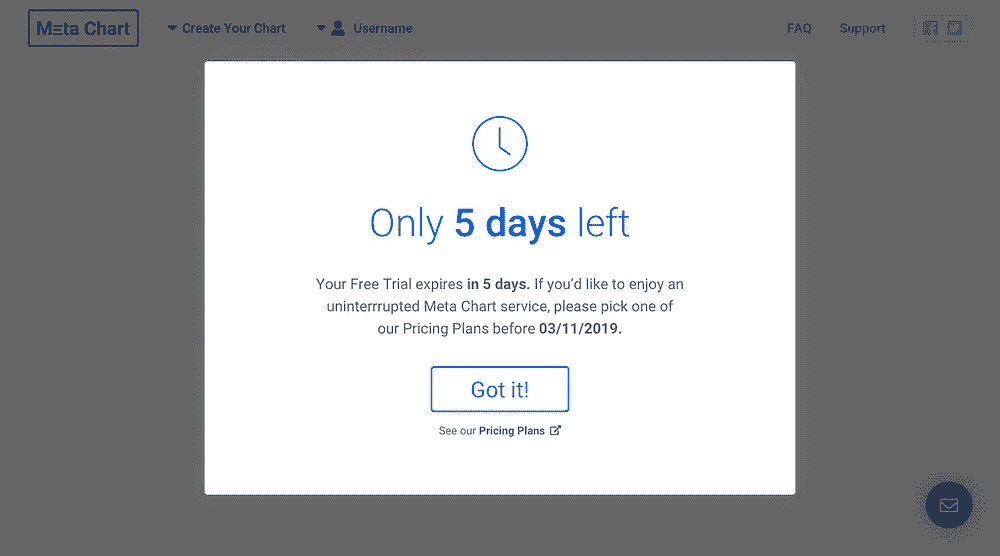 Meta Chart
Create Your Chart
Username
FAQ
Support
Only 5 days left
Your Free Trial expires in 5 days. If you’d like to enjoy an
uninterrrupted Meta Chart service, please pick one of
our Pricing Plans before 03/11/2019.
Got it!
See our Pricing Plans